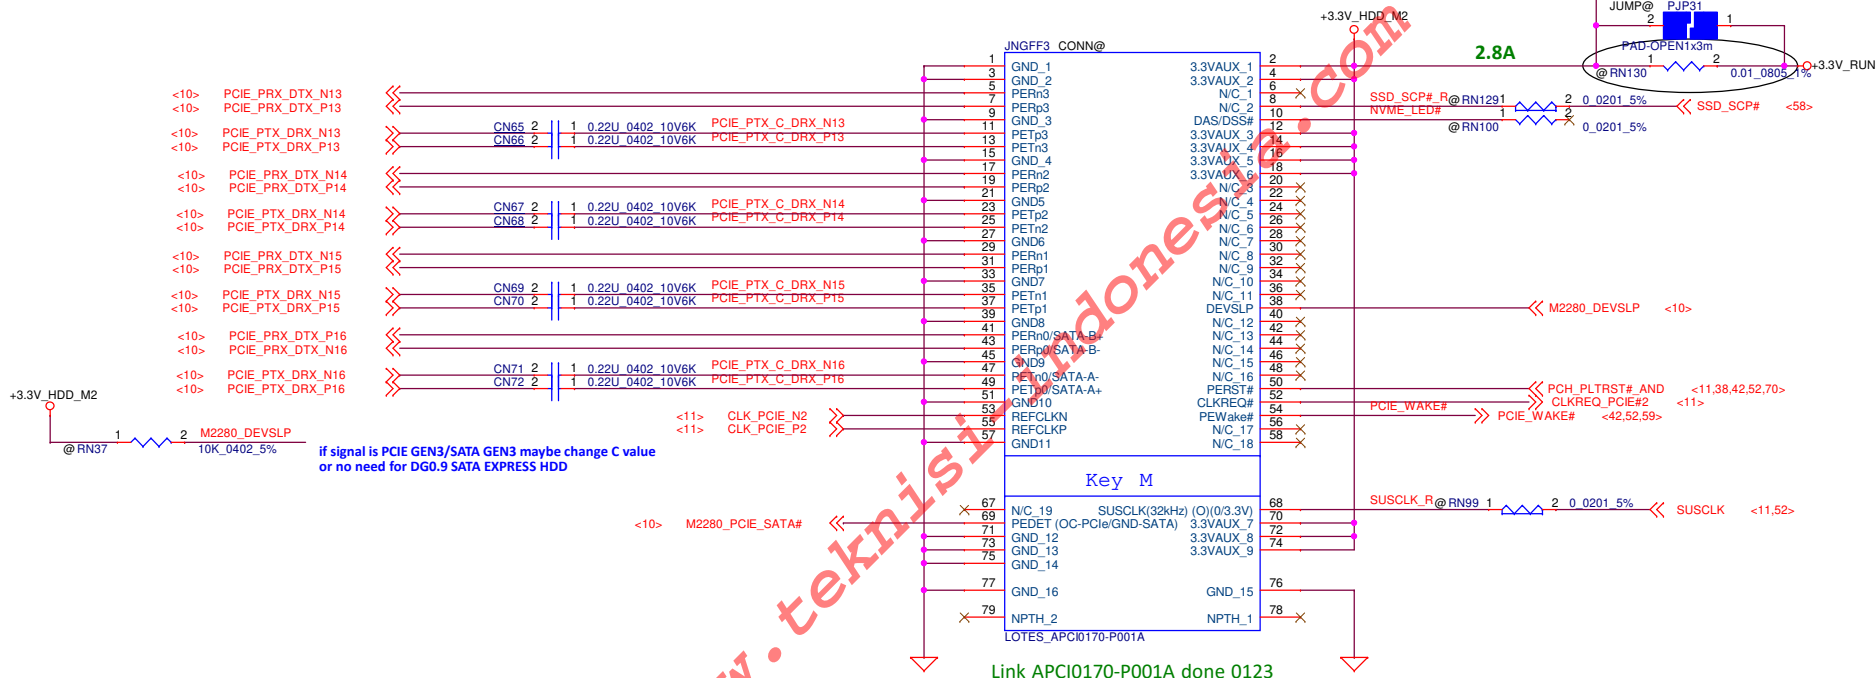 JUMP@ PJP31
2 1
PAD-OPEN1x3m
+3.3V_HDD_M2
2.8A
@RN130 1 2 0.01_0805_1% +3.3V_RUN
JNGFF3 CONN@
1 GND_1 3.3VAUX_1 2
3 GND_2 3.3VAUX_2 4
<10> PCIE_PRX_DTX_N13 5 PERn3 N/C_1 6
<10> PCIE_PRX_DTX_P13 7 PERp3 N/C_2 8 SSD_SCP#_R @RN129 1 2 0_0201_5% SSD_SCP# <58>
9 GND_3 DAS/DSS# 10 NVME_LED# @RN100 1 2 0_0201_5%
<10> PCIE_PTX_DRX_N13 CN65 2 1 0.22U_0402_10V6K PCIE_PTX_C_DRX_N13 11 PETp3 3.3VAUX_3 12
<10> PCIE_PTX_DRX_P13 CN66 2 1 0.22U_0402_10V6K PCIE_PTX_C_DRX_P13 13 PETn3 3.3VAUX_4 14
15 GND_4 3.3VAUX_5 16
<10> PCIE_PRX_DTX_N14 17 PERn2 3.3VAUX_6 18
<10> PCIE_PRX_DTX_P14 19 PERp2 N/C_3 20
21 GND5 N/C_4 22
<10> PCIE_PTX_DRX_N14 CN67 2 1 0.22U_0402_10V6K PCIE_PTX_C_DRX_N14 23 PETp2 N/C_5 24
<10> PCIE_PTX_DRX_P14 CN68 2 1 0.22U_0402_10V6K PCIE_PTX_C_DRX_P14 25 PETn2 N/C_6 26
27 GND6 N/C_7 28
<10> PCIE_PRX_DTX_N15 29 PERn1 N/C_8 30
<10> PCIE_PRX_DTX_P15 31 PERp1 N/C_9 32
33 GND7 N/C_10 34
<10> PCIE_PTX_DRX_N15 CN69 2 1 0.22U_0402_10V6K PCIE_PTX_C_DRX_N15 35 PETn1 N/C_11 36
<10> PCIE_PTX_DRX_P15 CN70 2 1 0.22U_0402_10V6K PCIE_PTX_C_DRX_P15 37 PETp1 DEVSLP 38 M2280_DEVSLP <10>
39 GND8 N/C_12 40
<10> PCIE_PRX_DTX_P16 41 PERn0/SATA-B+ N/C_13 42
<10> PCIE_PRX_DTX_N16 43 PERp0/SATA-B- N/C_14 44
45 GND9 N/C_15 46
<10> PCIE_PTX_DRX_N16 CN71 2 1 0.22U_0402_10V6K PCIE_PTX_C_DRX_N16 47 PETn0/SATA-A- N/C_16 48
<10> PCIE_PTX_DRX_P16 CN72 2 1 0.22U_0402_10V6K PCIE_PTX_C_DRX_P16 49 PETp0/SATA-A+ PERST# 50 PCH_PLTRST#_AND <11,38,42,52,70>
51 GND10 CLKREQ# 52 CLKREQ_PCIE#2 <11>
<11> CLK_PCIE_N2 53 REFCLKN PEWake# 54 PCIE_WAKE# PCIE_WAKE# <42,52,59>
<11> CLK_PCIE_P2 55 REFCLKP N/C_17 56
57 GND11 N/C_18 58
+3.3V_HDD_M2
@RN37 1 2 10K_0402_5% M2280_DEVSLP
if signal is PCIE GEN3/SATA GEN3 maybe change C value
or no need for DG0.9 SATA EXPRESS HDD
Key M
67 N/C_19 SUSCLK(32kHz) (O)(0/3.3V) 68 SUSCLK_R @RN99 1 2 0_0201_5% SUSCLK <11,52>
<10> M2280_PCIE_SATA# 69 PEDET (OC-PCIe/GND-SATA) 3.3VAUX_7 70
71 GND_12 3.3VAUX_8 72
73 GND_13 3.3VAUX_9 74
75 GND_14
77 GND_16 GND_15 76
79 NPTH_2 NPTH_1 78
LOTES_APCI0170-P001A
Link APCI0170-P001A done 0123
w.teknisi-indonesia.com